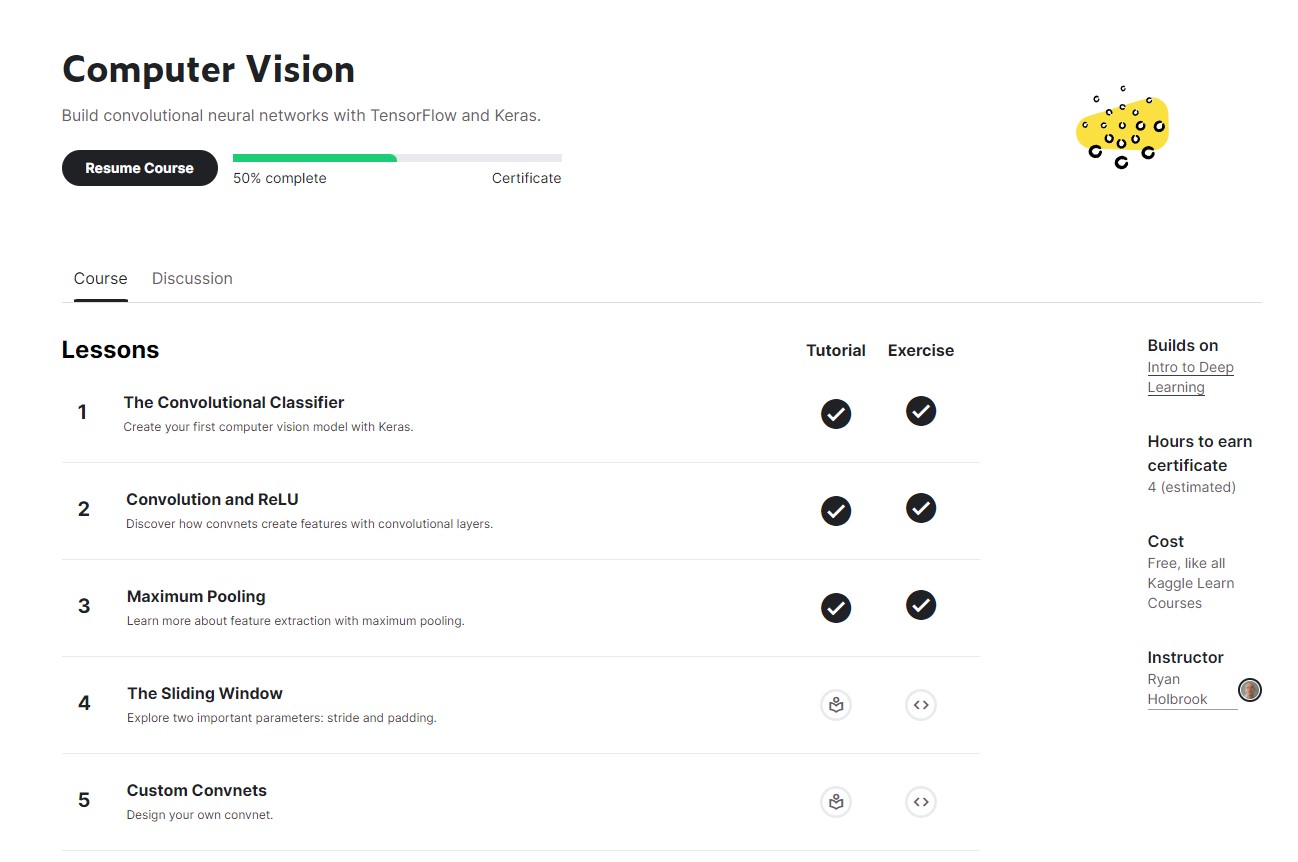 Computer Vision
Build convolutional neural networks with TensorFlow and Keras.
Resume Course
50% complete
Certificate
Course
Discussion
Lessons
Tutorial
Exercise
1
The Convolutional Classifier
Create your first computer vision model with Keras.
2
Convolution and ReLU
Discover how convnets create features with convolutional layers.
3
Maximum Pooling
Learn more about feature extraction with maximum pooling.
4
The Sliding Window
Explore two important parameters: stride and padding.
5
Custom Convnets
Design your own convnet.
Builds on
Intro to Deep
Learning
Hours to earn
certificate
4 (estimated)
Cost
Free, like all
Kaggle Learn
Courses
Instructor
Ryan
Holbrook